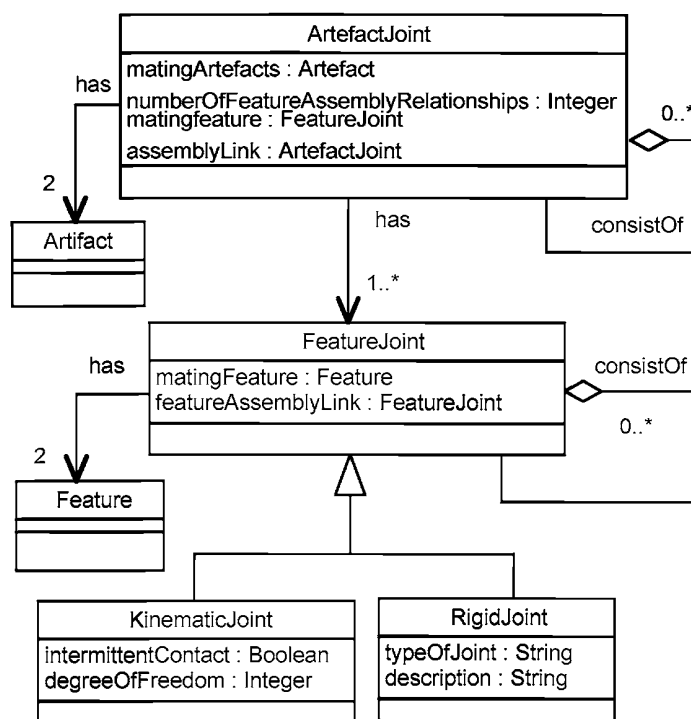 ArtefactJoint
matingArtefacts : Artefact
numberOfFeatureAssemblyRelationships : Integer
matingfeature : FeatureJoint
assemblyLink : ArtefactJoint
has
0..*
2
has
consistOf
Artifact
1..*
FeatureJoint
has
matingFeature : Feature
featureAssemblyLink : FeatureJoint
consistOf
0..*
2
Feature
KinematicJoint
intermittentContact : Boolean
degreeOfFreedom : Integer
RigidJoint
typeOfJoint : String
description : String